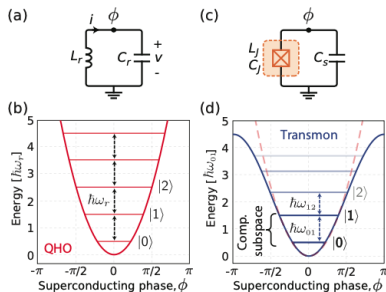 (a)
i
ϕ
L_r
C_r
+
v
-
(c)
ϕ
L_J
C_J
C_s
(b)
Energy [ħω_r]
5
4
3
2
1
0
ħω_r
|2⟩
|1⟩
|0⟩
QHO
-π -π/2 0 π/2 π
Superconducting phase, ϕ
(d)
Energy [ħω_01]
5
4
3
2
1
0
Transmon
ħω_12
|2⟩
|1⟩
ħω_01
|0⟩
Comp.
subspace
-π -π/2 0 π/2 π
Superconducting phase, ϕ